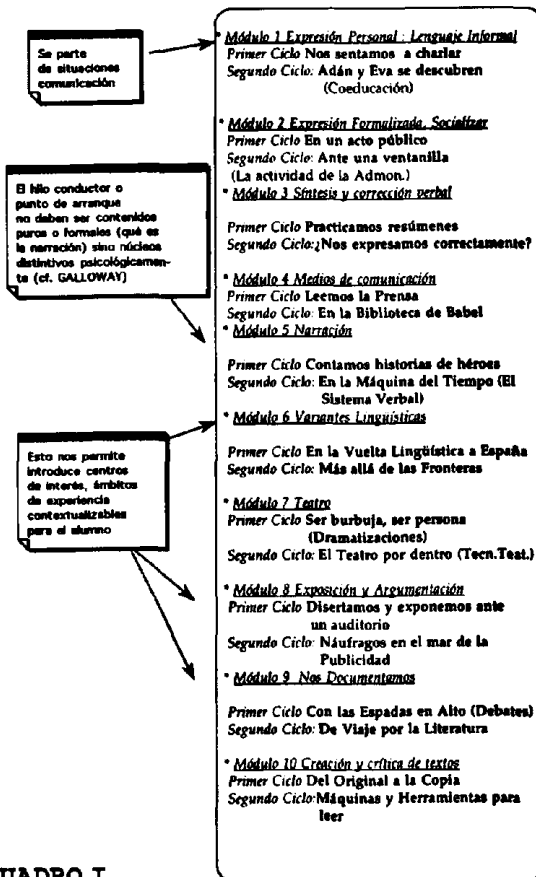 Se parte
de situaciones
comunicación
El hilo conductor o
punto de arranque
no deben ser contenidos
puros o formales (qué es
la narración) sino núcleos
distintivos psicológicamen-
te (cf. GALLOWAY)
Esto nos permite
introduce centros
de interés, ámbitos
de experiencia
contextualizables
para el alumno
* Módulo 1 Expresión Personal : Lenguaje Informal
Primer Ciclo Nos sentamos a charlar
Segundo Ciclo: Adán y Eva se descubren
(Coeducación)
* Módulo 2 Expresión Formalizada. Socializar
Primer Ciclo En un acto público
Segundo Ciclo: Ante una ventanilla
(La actividad de la Admon.)
* Módulo 3 Síntesis y corrección verbal
Primer Ciclo Practicamos resúmenes
Segundo Ciclo:¿Nos expresamos correctamente?
* Módulo 4 Medios de comunicación
Primer Ciclo Leemos la Prensa
Segundo Ciclo: En la Biblioteca de Babel
* Módulo 5 Narración
Primer Ciclo Contamos historias de héroes
Segundo Ciclo: En la Máquina del Tiempo (El
Sistema Verbal)
* Módulo 6 Variantes Lingüísticas
Primer Ciclo En la Vuelta Lingüística a España
Segundo Ciclo: Más allá de las Fronteras
* Módulo 7 Teatro
Primer Ciclo Ser burbuja, ser persona
(Dramatizaciones)
Segundo Ciclo: El Teatro por dentro (Tecn.Teat.)
* Módulo 8 Exposición y Argumentación
Primer Ciclo Disertamos y exponemos ante
un auditorio
Segundo Ciclo: Náufragos en el mar de la
Publicidad
* Módulo 9 Nos Documentamos
Primer Ciclo Con las Espadas en Alto (Debates)
Segundo Ciclo: De Viaje por la Literatura
* Módulo 10 Creación y crítica de textos
Primer Ciclo Del Original a la Copia
Segundo Ciclo:Máquinas y Herramientas para
leer
UADRO I